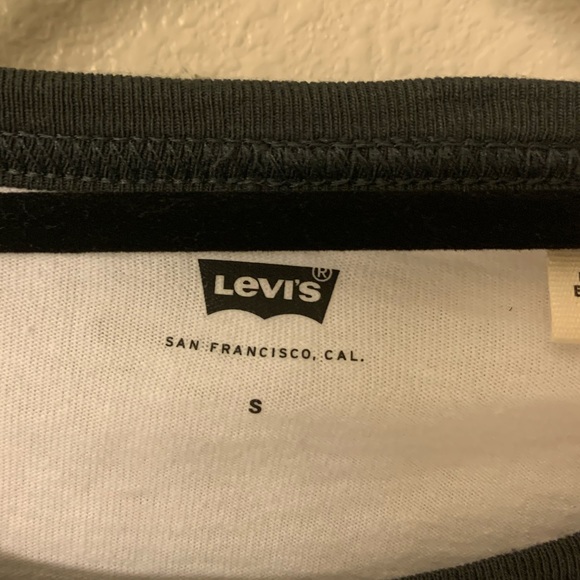 Levi's®
SAN FRANCISCO, CAL.
S